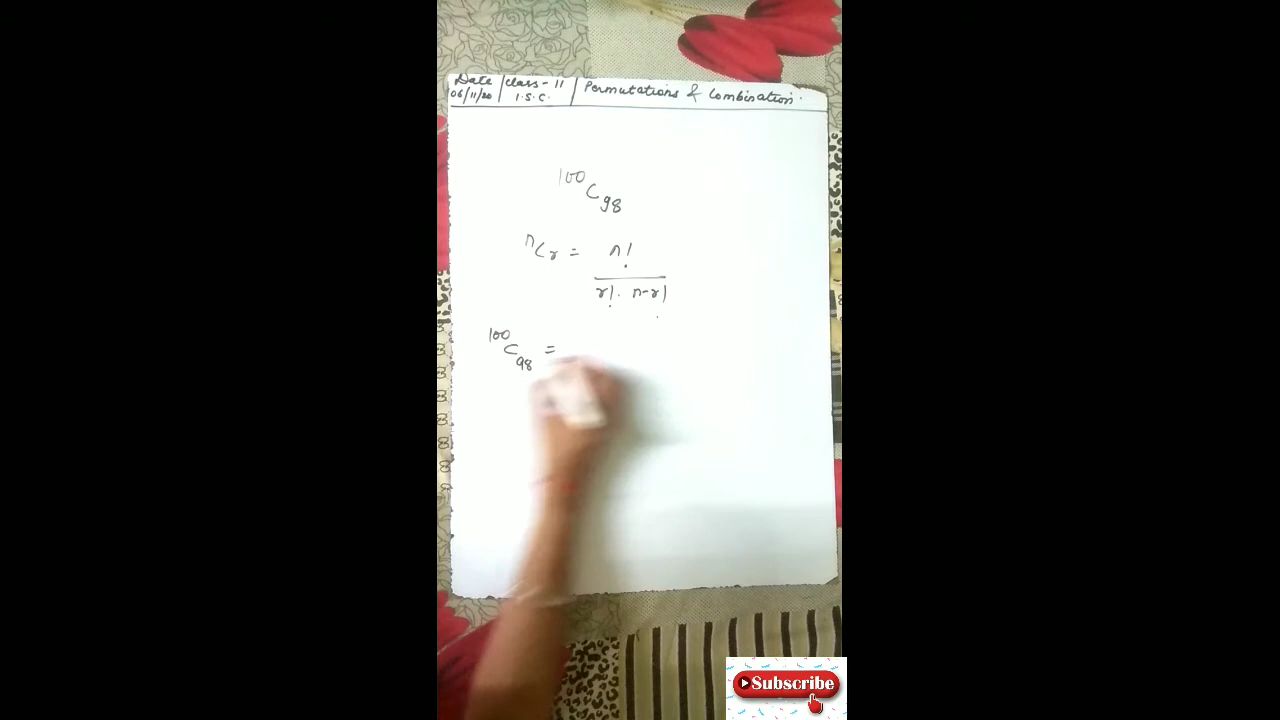 Date | Class - 11 | Permutations & Combination.
06/11/20 | I.S.C.
100C98
nCr = n!
r! . n-r!
100C98 =
Subscribe